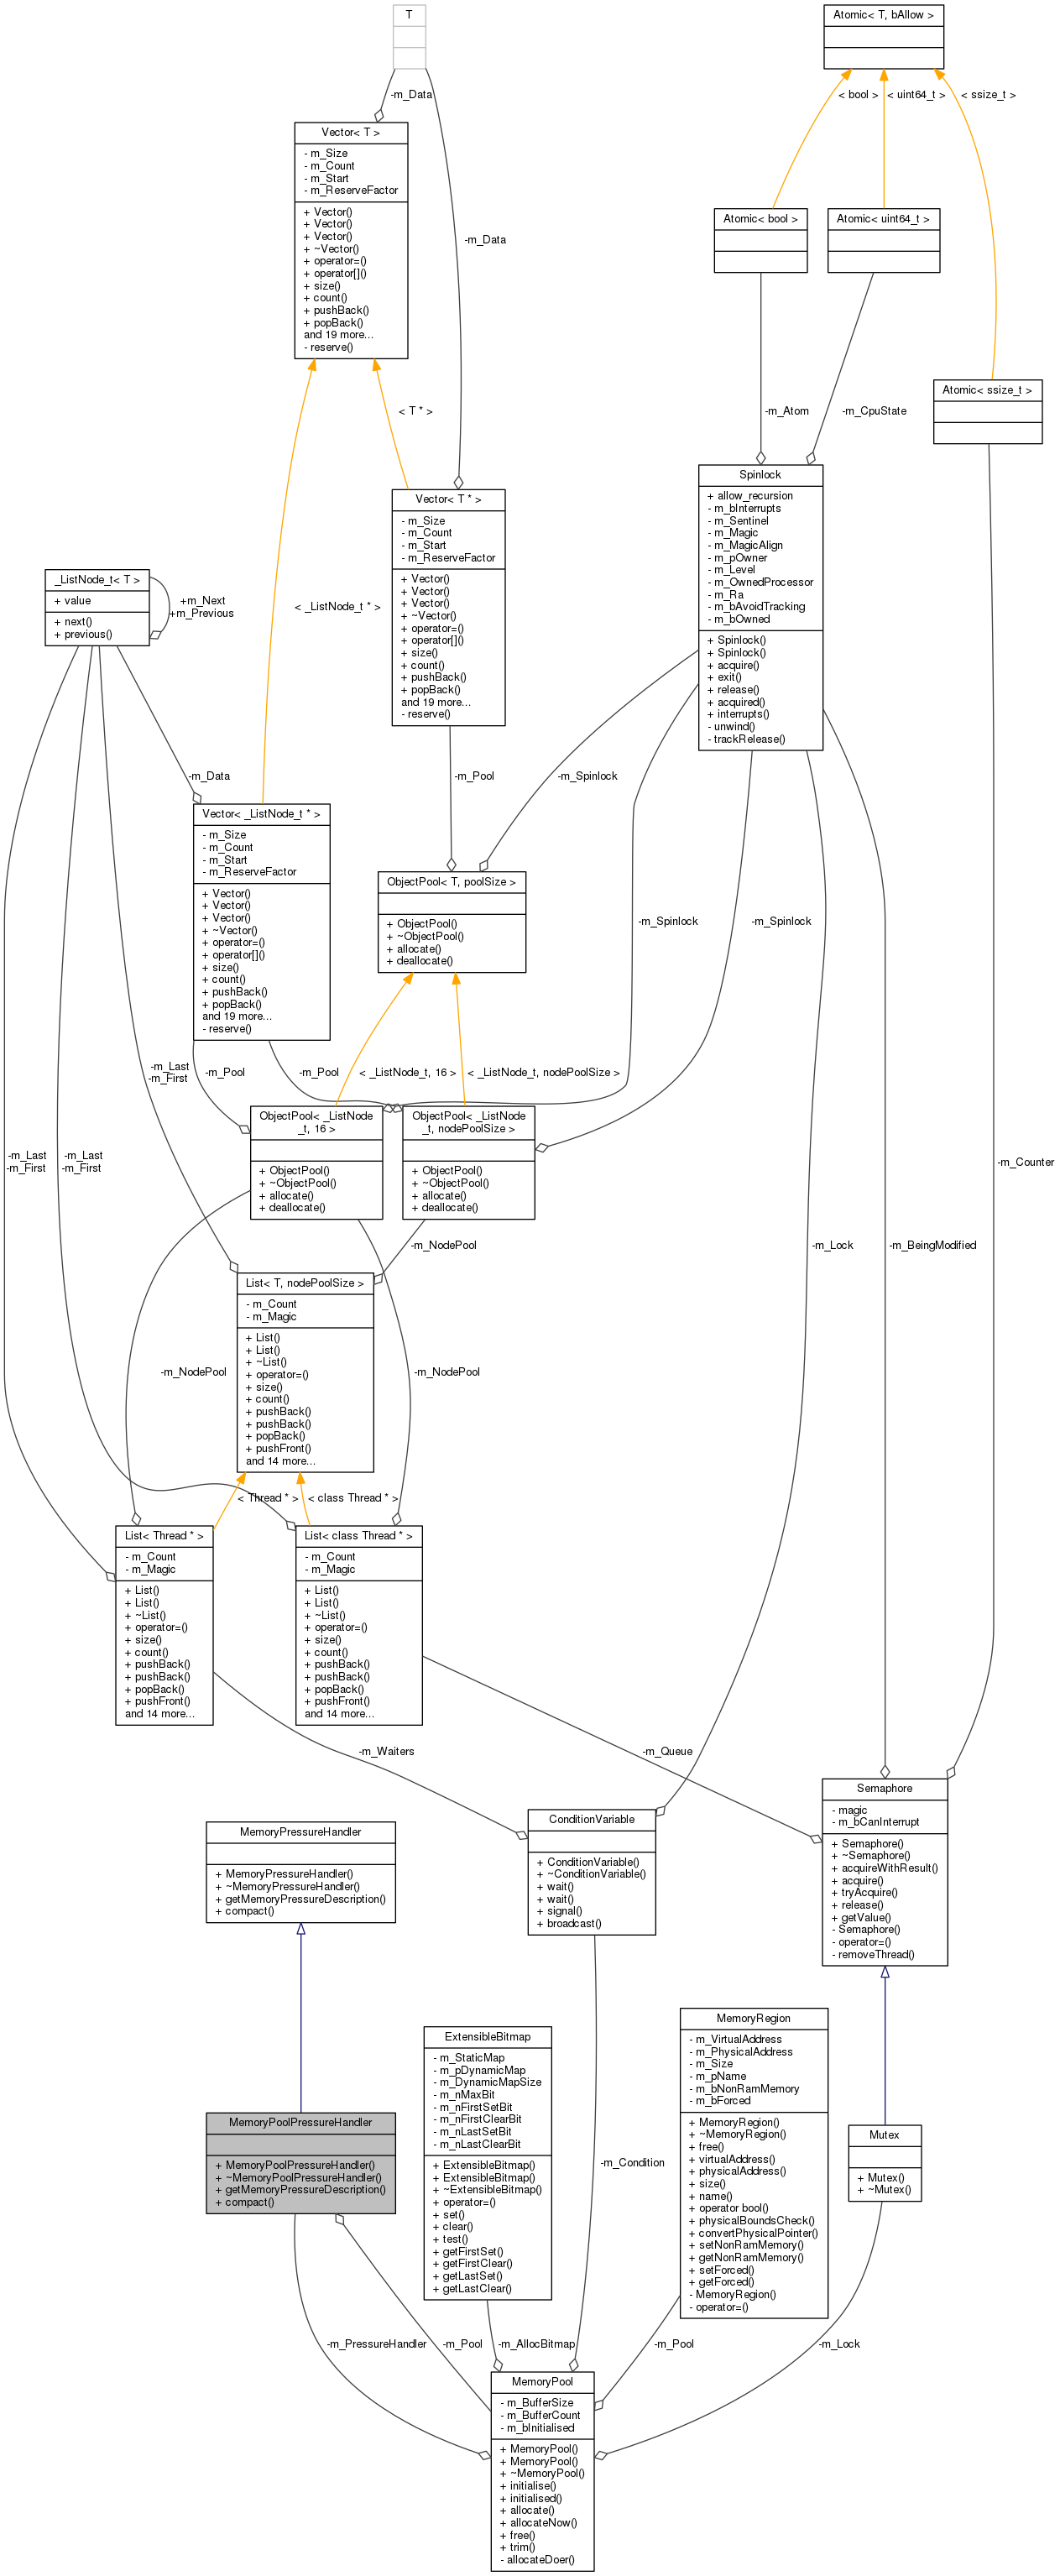 T
Atomic< T, bAllow >
-m_Data
< bool >
< uint64_t >
< ssize_t >
Vector< T >
- m_Size
- m_Count
- m_Start
- m_ReserveFactor
+ Vector()
+ Vector()
+ Vector()
+ ~Vector()
+ operator=()
+ operator[]()
+ size()
+ count()
+ pushBack()
+ popBack()
and 19 more...
- reserve()
-m_Data
Atomic< bool >
Atomic< uint64_t >
Atomic< ssize_t >
< T * >
-m_Atom
-m_CpuState
Vector< T * >
- m_Size
- m_Count
- m_Start
- m_ReserveFactor
+ Vector()
+ Vector()
+ Vector()
+ ~Vector()
+ operator=()
+ operator[]()
+ size()
+ count()
+ pushBack()
+ popBack()
and 19 more...
- reserve()
Spinlock
+ allow_recursion
- m_bInterrupts
- m_Sentinel
- m_Magic
- m_MagicAlign
- m_pOwner
- m_Level
- m_OwnedProcessor
- m_Ra
- m_bAvoidTracking
- m_bOwned
+ Spinlock()
+ Spinlock()
+ acquire()
+ exit()
+ release()
+ acquired()
+ interrupts()
- unwind()
- trackRelease()
_ListNode_t< T >
+ value
+ next()
+ previous()
+m_Next
+m_Previous
< _ListNode_t * >
-m_Data
-m_Pool
-m_Spinlock
Vector< _ListNode_t * >
- m_Size
- m_Count
- m_Start
- m_ReserveFactor
+ Vector()
+ Vector()
+ Vector()
+ ~Vector()
+ operator=()
+ operator[]()
+ size()
+ count()
+ pushBack()
+ popBack()
and 19 more...
- reserve()
ObjectPool< T, poolSize >
+ ObjectPool()
+ ~ObjectPool()
+ allocate()
+ deallocate()
-m_Spinlock
-m_Spinlock
-m_Last
-m_First
-m_Pool
-m_Pool
< _ListNode_t, 16 >
< _ListNode_t, nodePoolSize >
ObjectPool< _ListNode
_t, 16 >
+ ObjectPool()
+ ~ObjectPool()
+ allocate()
+ deallocate()
ObjectPool< _ListNode
_t, nodePoolSize >
+ ObjectPool()
+ ~ObjectPool()
+ allocate()
+ deallocate()
-m_Last
-m_First
-m_Last
-m_First
-m_Counter
-m_NodePool
-m_Lock
-m_BeingModified
List< T, nodePoolSize >
- m_Count
- m_Magic
+ List()
+ List()
+ ~List()
+ operator=()
+ size()
+ count()
+ pushBack()
+ pushBack()
+ popBack()
+ pushFront()
and 14 more...
-m_NodePool
-m_NodePool
< Thread * >
< class Thread * >
List< Thread * >
- m_Count
- m_Magic
+ List()
+ List()
+ ~List()
+ operator=()
+ size()
+ count()
+ pushBack()
+ pushBack()
+ popBack()
+ pushFront()
and 14 more...
List< class Thread * >
- m_Count
- m_Magic
+ List()
+ List()
+ ~List()
+ operator=()
+ size()
+ count()
+ pushBack()
+ pushBack()
+ popBack()
+ pushFront()
and 14 more...
-m_Waiters
-m_Queue
MemoryPressureHandler
+ MemoryPressureHandler()
+ ~MemoryPressureHandler()
+ getMemoryPressureDescription()
+ compact()
ConditionVariable
+ ConditionVariable()
+ ~ConditionVariable()
+ wait()
+ wait()
+ signal()
+ broadcast()
Semaphore
- magic
- m_bCanInterrupt
+ Semaphore()
+ ~Semaphore()
+ acquireWithResult()
+ acquire()
+ tryAcquire()
+ release()
+ getValue()
- Semaphore()
- operator=()
- removeThread()
ExtensibleBitmap
- m_StaticMap
- m_pDynamicMap
- m_DynamicMapSize
- m_nMaxBit
- m_nFirstSetBit
- m_nFirstClearBit
- m_nLastSetBit
- m_nLastClearBit
+ ExtensibleBitmap()
+ ExtensibleBitmap()
+ ~ExtensibleBitmap()
+ operator=()
+ set()
+ clear()
+ test()
+ getFirstSet()
+ getFirstClear()
+ getLastSet()
+ getLastClear()
MemoryRegion
- m_VirtualAddress
- m_PhysicalAddress
- m_Size
- m_pName
- m_bNonRamMemory
- m_bForced
+ MemoryRegion()
+ ~MemoryRegion()
+ free()
+ virtualAddress()
+ physicalAddress()
+ size()
+ name()
+ operator bool()
+ physicalBoundsCheck()
+ convertPhysicalPointer()
+ setNonRamMemory()
+ getNonRamMemory()
+ setForced()
+ getForced()
- MemoryRegion()
- operator=()
MemoryPoolPressureHandler
+ MemoryPoolPressureHandler()
+ ~MemoryPoolPressureHandler()
+ getMemoryPressureDescription()
+ compact()
Mutex
+ Mutex()
+ ~Mutex()
-m_Condition
-m_PressureHandler
-m_Pool
-m_AllocBitmap
-m_Pool
-m_Lock
MemoryPool
- m_BufferSize
- m_BufferCount
- m_bInitialised
+ MemoryPool()
+ MemoryPool()
+ ~MemoryPool()
+ initialise()
+ initialised()
+ allocate()
+ allocateNow()
+ free()
+ trim()
- allocateDoer()